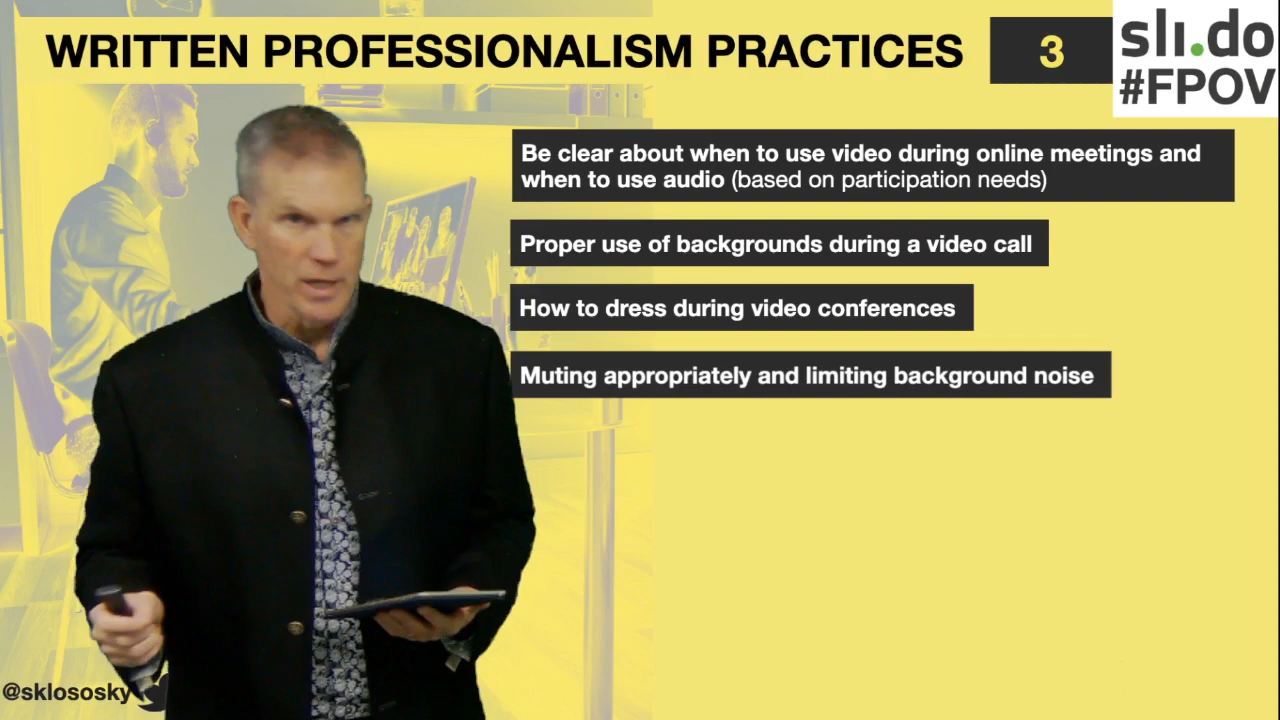 WRITTEN PROFESSIONALISM PRACTICES
3
sli.do
#FPOV
Be clear about when to use video during online meetings and
when to use audio (based on participation needs)
Proper use of backgrounds during a video call
How to dress during video conferences
Muting appropriately and limiting background noise
@sklososky